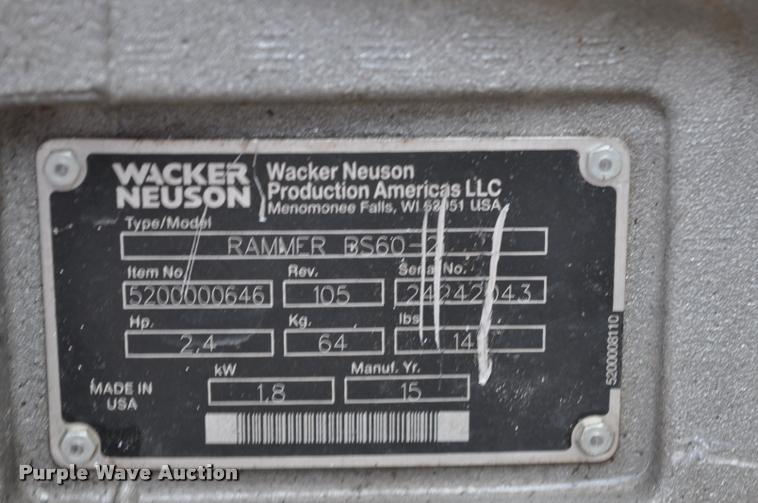 WACKER NEUSON
Wacker Neuson
Production Americas LLC
Menomonee Falls, WI 53051 USA
Type/Model
RAMMER BS60-2
Item No. Rev. Serial No.
5200000646 105 24242043
Hp. Kg. lbs
2,4 64
kW Manuf. Yr.
1,8 15
MADE IN
USA
5200008110
Purple Wave Auction